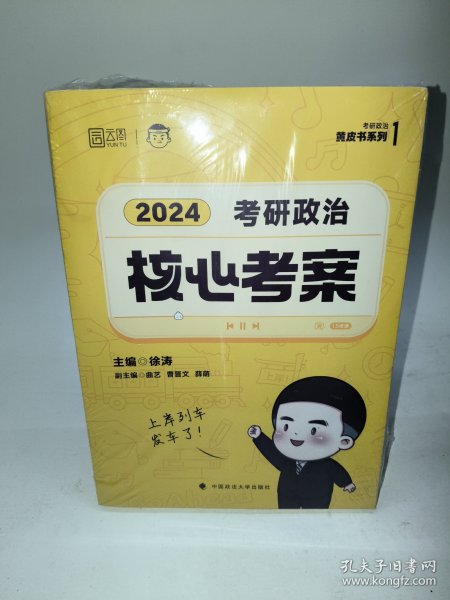 云图
YUN TU
考研政治
黄皮书系列 1
2024 考研政治
核心考案
主编◎徐涛
副主编◎曲艺 曹晋文 薛萌
上岸列车
发车了!
中国政法大学出版社
孔夫子旧书网
www.kongfz.com